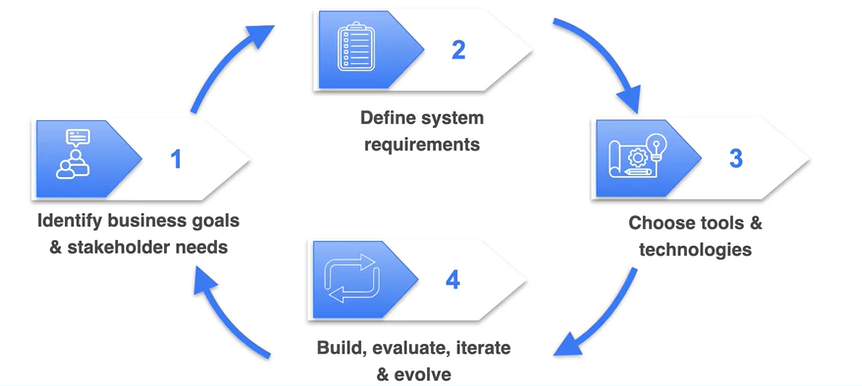 1
Identify business goals
& stakeholder needs
2
Define system
requirements
3
Choose tools &
technologies
4
Build, evaluate, iterate
& evolve